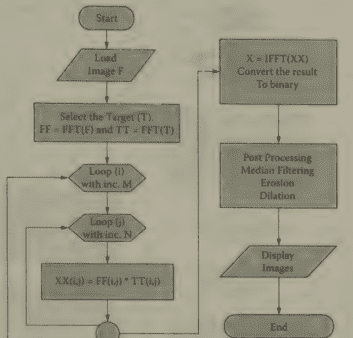 Start
Load
Image F
Select the Target (T).
FF = FFT(F) and TT = FFT(T)
Loop (i)
with inc. M
Loop (j)
with inc. N
XX(i,j) = FF(i,j) * TT(i,j)
X = IFFT(XX)
Convert the result
To binary
Post Processing
Median Filtering
Erosion
Dilation
Display
Images
End